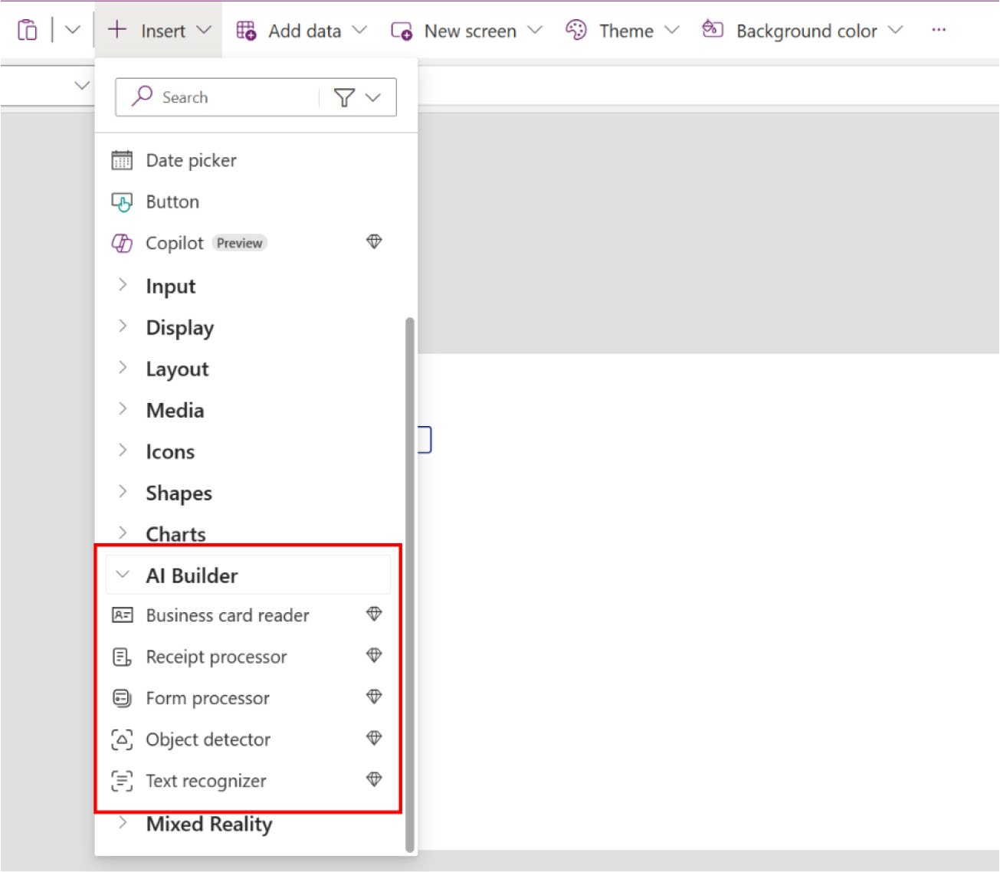 Insert Add data New screen Theme Background color ...
Search
Date picker
Button
Copilot Preview
Input
Display
Layout
Media
Icons
Shapes
Charts
AI Builder
Business card reader
Receipt processor
Form processor
Object detector
Text recognizer
Mixed Reality